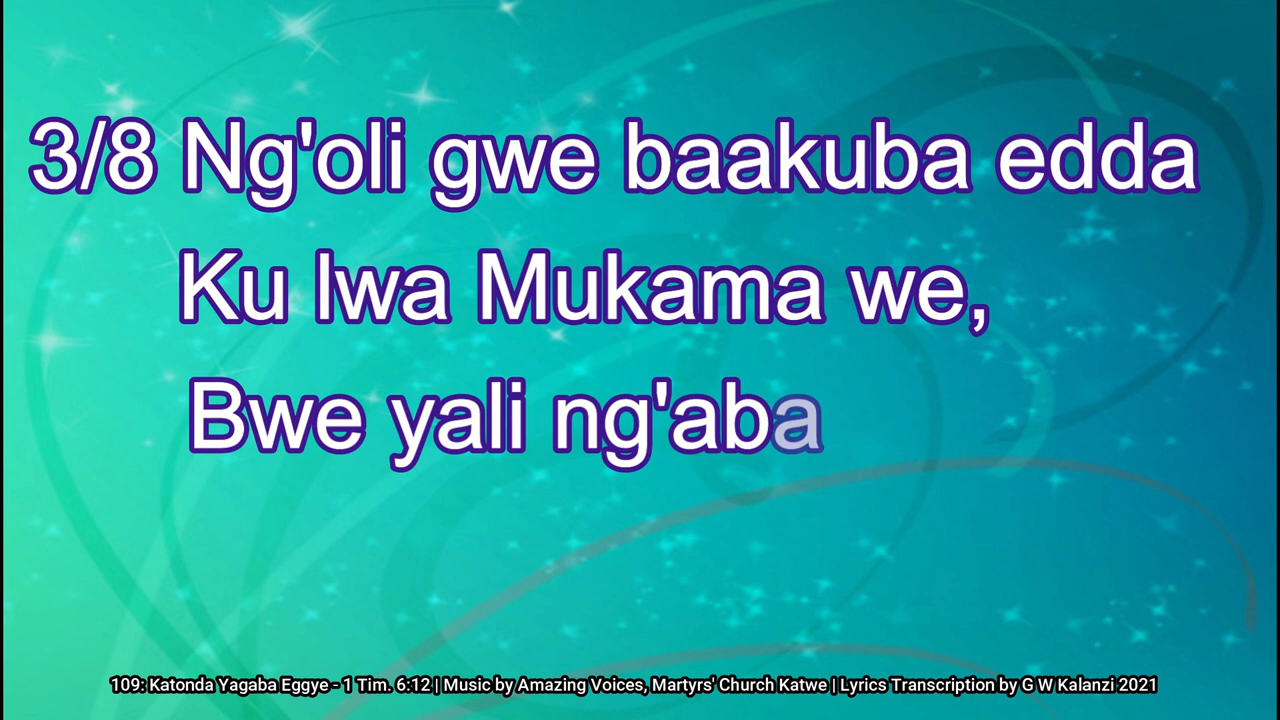 3/8 Ng'oli gwe baakuba edda
Ku lwa Mukama we,
Bwe yali ng'aba
109: Katonda Yagaba Eggye - 1 Tim. 6:12 | Music by Amazing Voices, Martyrs' Church Katwe | Lyrics Transcription by G W Kalanzi 2021